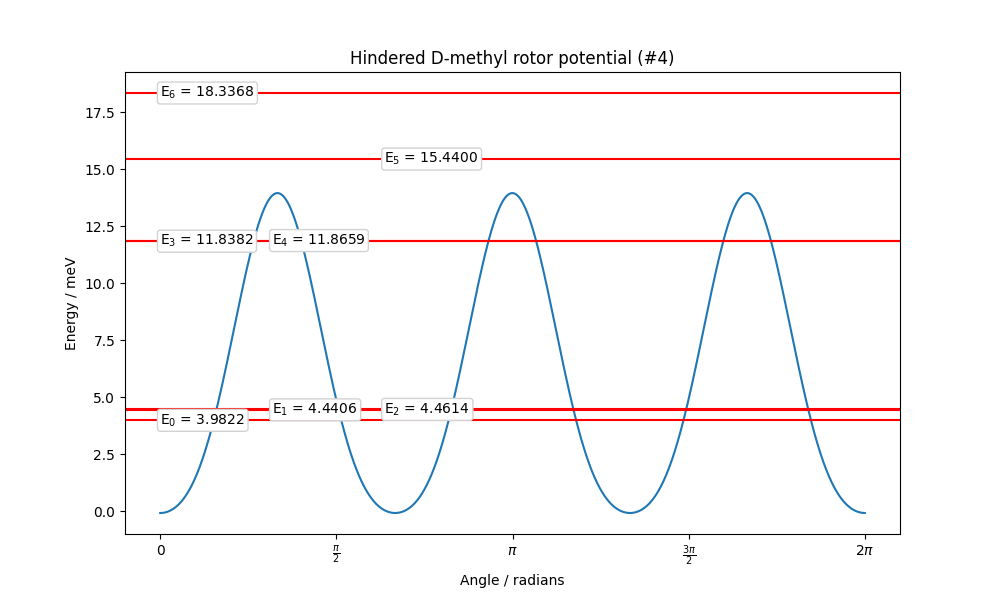 Hindered D-methyl rotor potential (#4)
E₆ = 18.3368
17.5
E₅ = 15.4400
15.0
12.5
E₃ = 11.8382
E₄ = 11.8659
10.0
7.5
5.0
E₁ = 4.4406
E₂ = 4.4614
E₀ = 3.9822
2.5
0.0
Energy / meV
0
π/2
π
3π/2
2π
Angle / radians